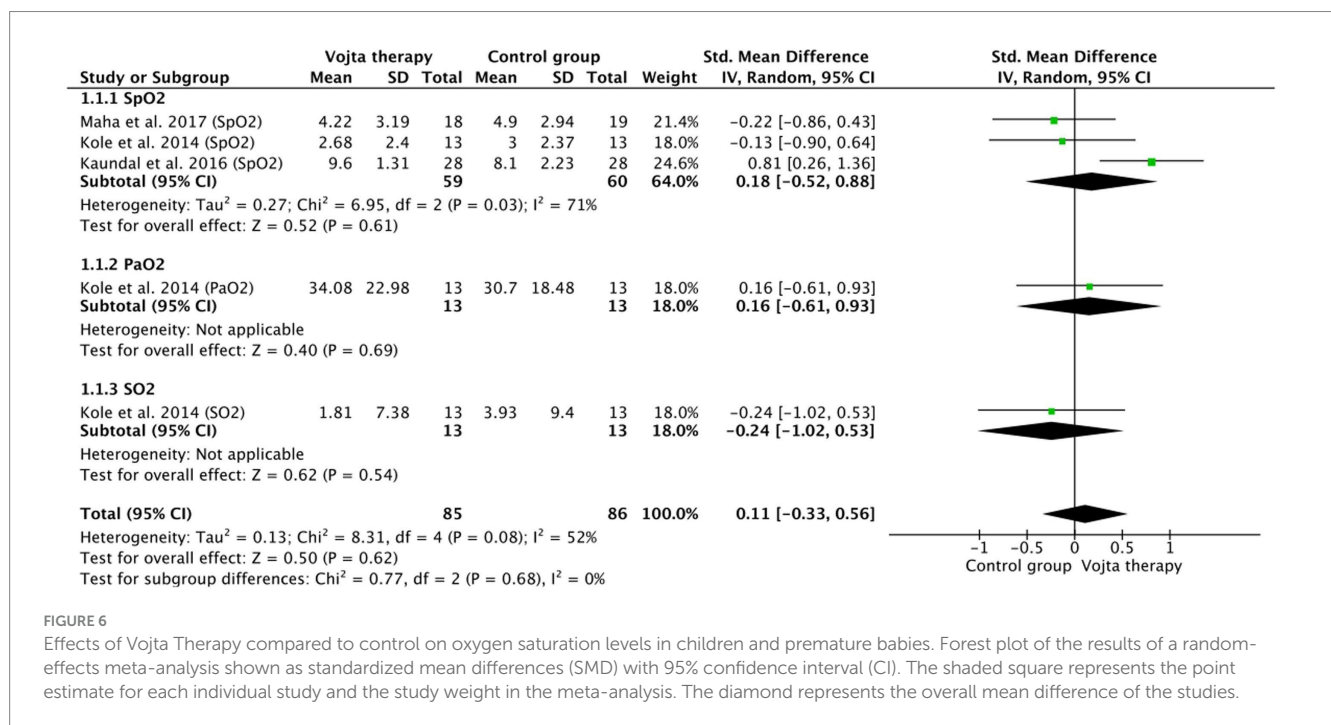 Vojta therapy Control group Std. Mean Difference Std. Mean Difference
Study or Subgroup Mean SD Total Mean SD Total Weight IV, Random, 95% CI IV, Random, 95% CI
1.1.1 SpO2
Maha et al. 2017 (SpO2) 4.22 3.19 18 4.9 2.94 19 21.4% −0.22 [−0.86, 0.43]
Kole et al. 2014 (SpO2) 2.68 2.4 13 3 2.37 13 18.0% −0.13 [−0.90, 0.64]
Kaundal et al. 2016 (SpO2) 9.6 1.31 28 8.1 2.23 28 24.6% 0.81 [0.26, 1.36]
Subtotal (95% CI) 59 60 64.0% 0.18 [−0.52, 0.88]
Heterogeneity: Tau² = 0.27; Chi² = 6.95, df = 2 (P = 0.03); I² = 71%
Test for overall effect: Z = 0.52 (P = 0.61)
1.1.2 PaO2
Kole et al. 2014 (PaO2) 34.08 22.98 13 30.7 18.48 13 18.0% 0.16 [−0.61, 0.93]
Subtotal (95% CI) 13 13 18.0% 0.16 [−0.61, 0.93]
Heterogeneity: Not applicable
Test for overall effect: Z = 0.40 (P = 0.69)
1.1.3 SO2
Kole et al. 2014 (SO2) 1.81 7.38 13 3.93 9.4 13 18.0% −0.24 [−1.02, 0.53]
Subtotal (95% CI) 13 13 18.0% −0.24 [−1.02, 0.53]
Heterogeneity: Not applicable
Test for overall effect: Z = 0.62 (P = 0.54)
Total (95% CI) 85 86 100.0% 0.11 [−0.33, 0.56]
Heterogeneity: Tau² = 0.13; Chi² = 8.31, df = 4 (P = 0.08); I² = 52%
Test for overall effect: Z = 0.50 (P = 0.62)
Test for subgroup differences: Chi² = 0.77, df = 2 (P = 0.68), I² = 0%
−1 −0.5 0 0.5 1
Control group Vojta therapy
FIGURE 6
Effects of Vojta Therapy compared to control on oxygen saturation levels in children and premature babies. Forest plot of the results of a random-
effects meta-analysis shown as standardized mean differences (SMD) with 95% confidence interval (CI). The shaded square represents the point
estimate for each individual study and the study weight in the meta-analysis. The diamond represents the overall mean difference of the studies.